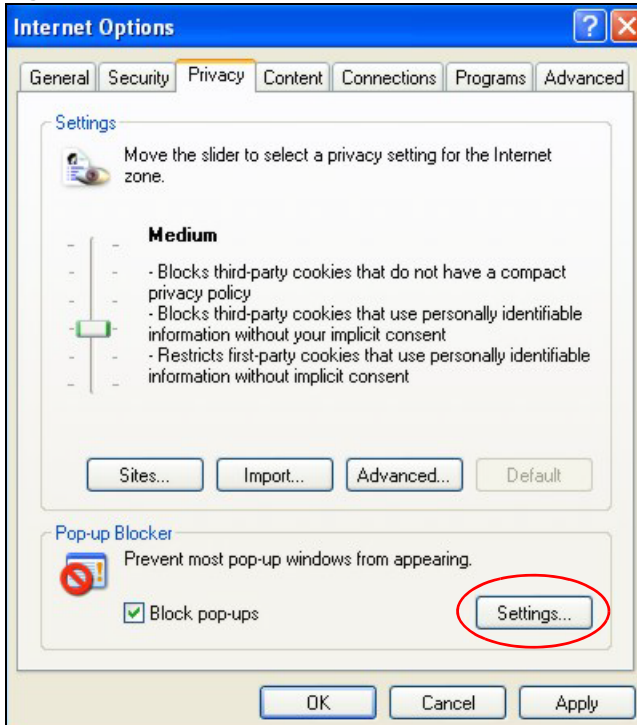 Internet Options
General Security Privacy Content Connections Programs Advanced
Settings
Move the slider to select a privacy setting for the Internet
zone.
Medium
- Blocks third-party cookies that do not have a compact
privacy policy
- Blocks third-party cookies that use personally identifiable
information without your implicit consent
- Restricts first-party cookies that use personally identifiable
information without implicit consent
Sites... Import... Advanced... Default
Pop-up Blocker
Prevent most pop-up windows from appearing.
Block pop-ups Settings...
OK Cancel Apply